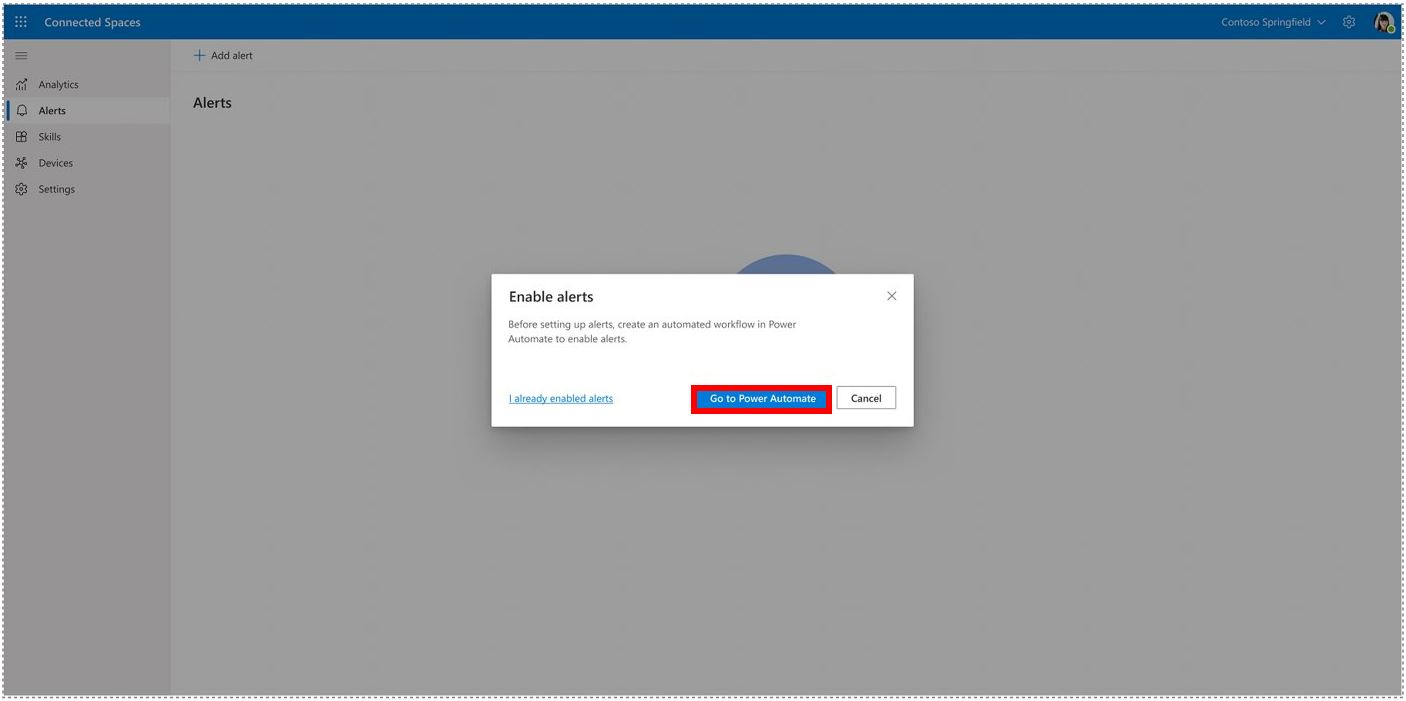 Connected Spaces
Contoso Springfield
Add alert
Analytics
Alerts
Skills
Devices
Settings
Alerts
Enable alerts
Before setting up alerts, create an automated workflow in Power
Automate to enable alerts.
I already enabled alerts
Go to Power Automate
Cancel